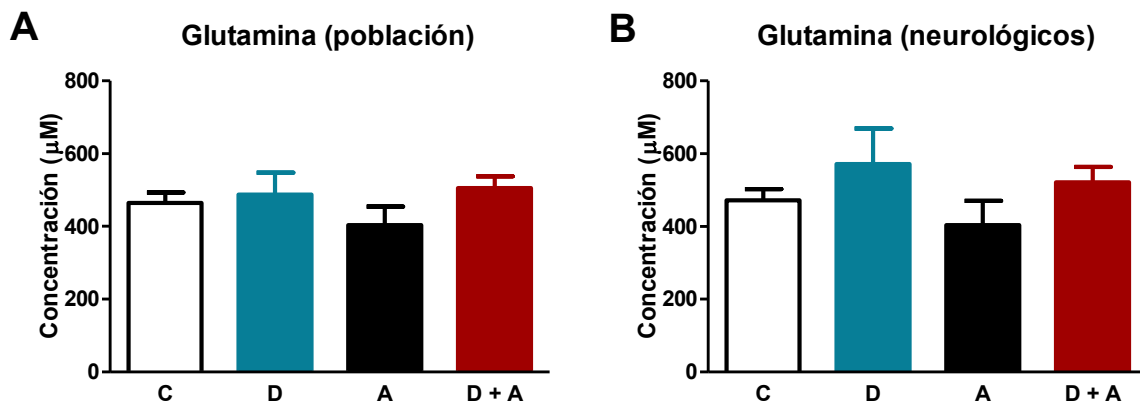 A
Glutamina (población)
Concentración (μM)
800
600
400
200
0
C D A D + A
B
Glutamina (neurológicos)
Concentración (μM)
800
600
400
200
0
C D A D + A